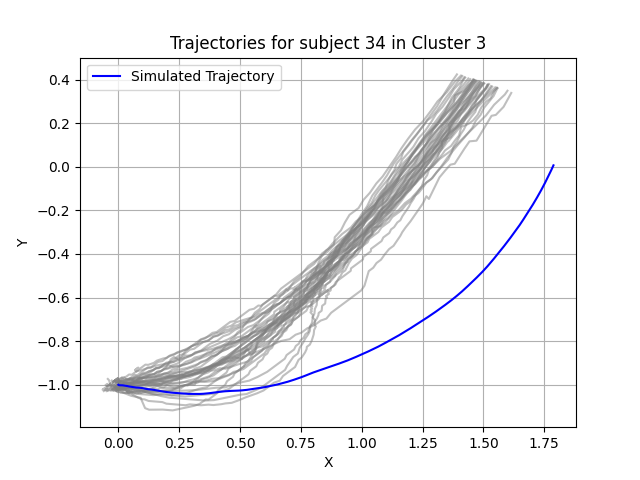 Trajectories for subject 34 in Cluster 3
Simulated Trajectory
0.4
0.2
0.0
−0.2
−0.4
−0.6
−0.8
−1.0
Y
0.00 0.25 0.50 0.75 1.00 1.25 1.50 1.75
X